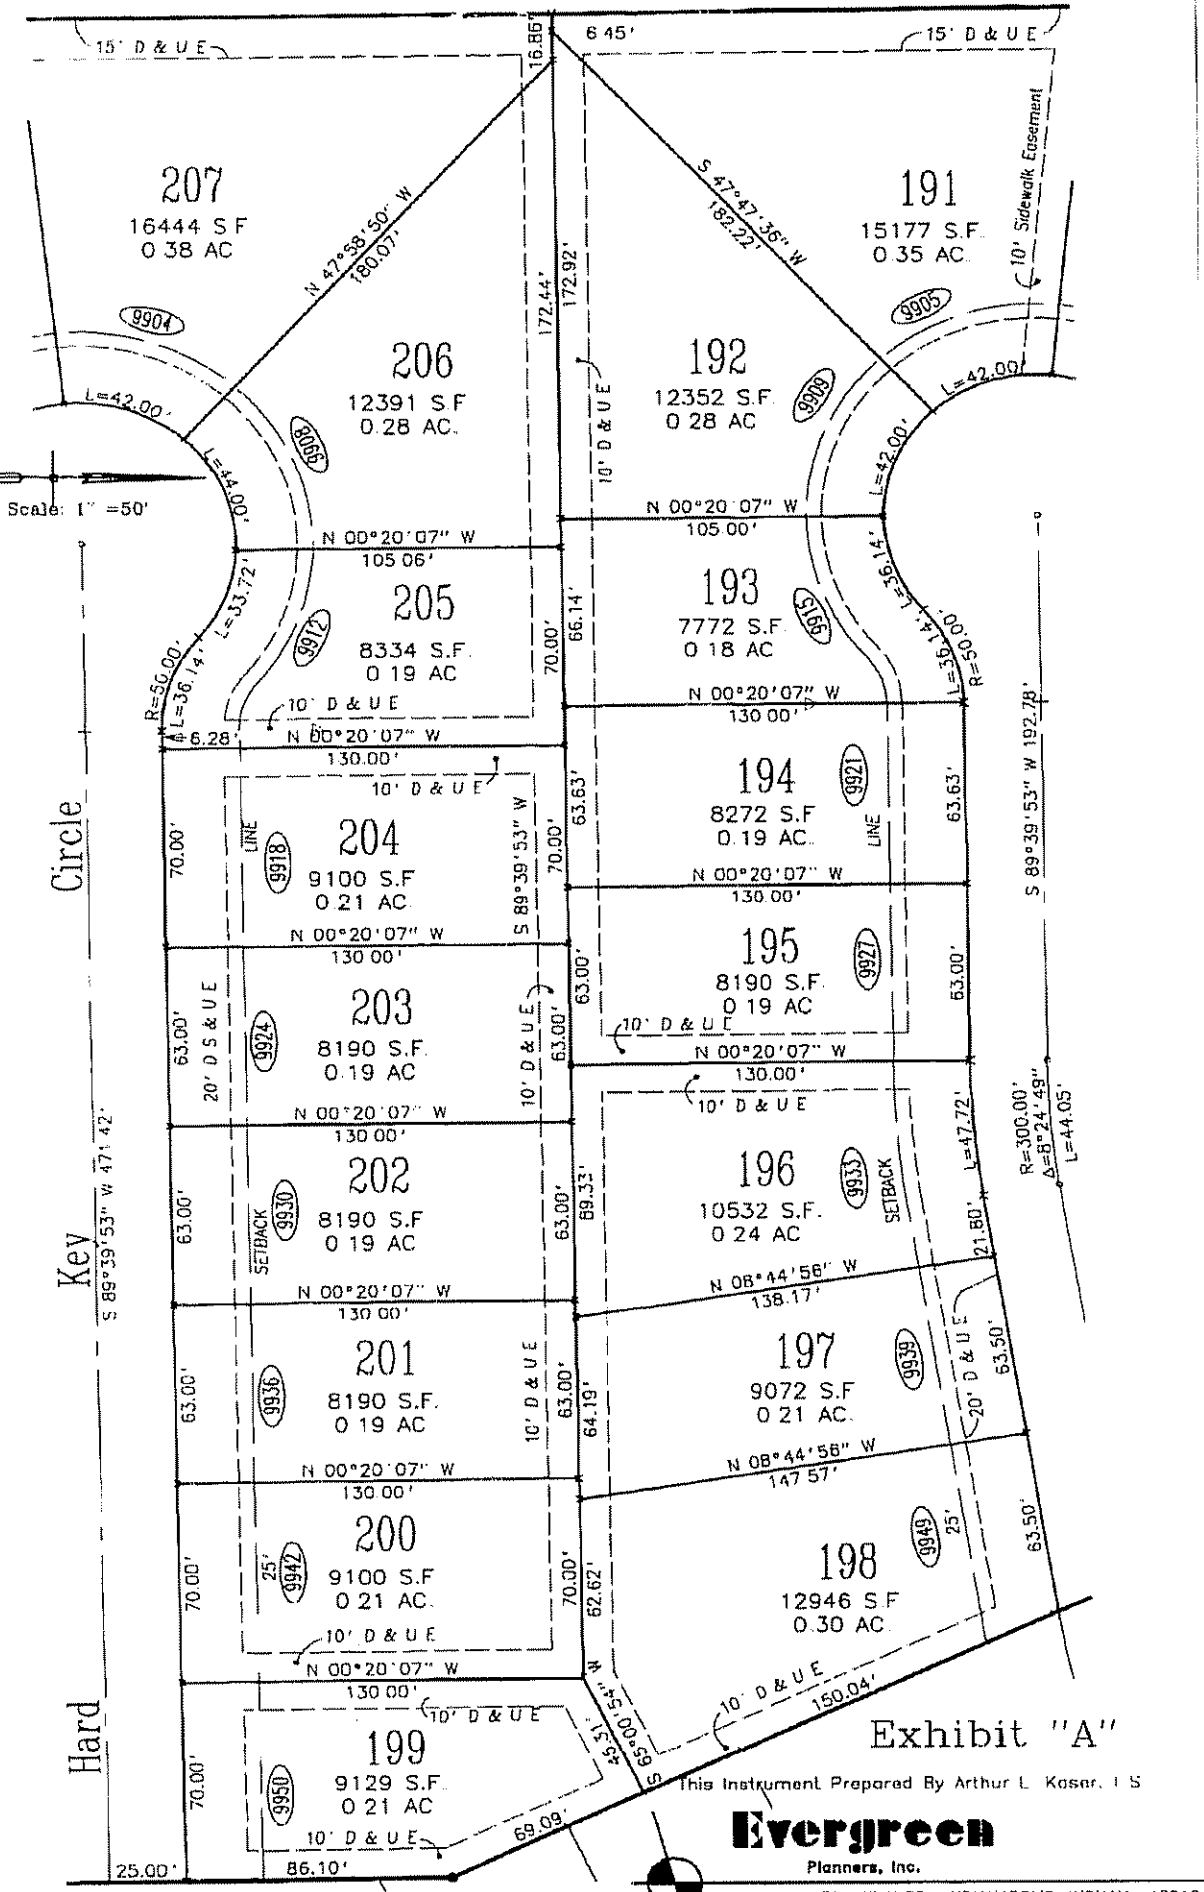 15' D & U E
16.86'
6 45'
15' D & U E
10' Sidewalk Easement
207
16444 S F
0 38 AC
N 47°58'50" W
180.07'
S 47°47'36" W
182.22'
191
15177 S.F.
0.35 AC.
9904
9905
172.44'
172.92'
206
12391 S.F
0.28 AC.
192
12352 S.F.
0 28 AC
9909
10' D & U E
L=42.00'
L=42.00'
L=44.00'
9908
L=42.00'
Scale: 1" =50'
N 00°20'07" W
105 06'
N 00°20'07" W
105.00'
205
8334 S.F.
0 19 AC
9912
L=33.72'
R=50.00'
L=36.14'
193
7772 S.F.
0 18 AC
9915
L=36.14'
L=36.14'
R=50.00'
66.14'
70.00'
10' D & U E
6.28'
N 00°20'07" W
130.00'
N 00°20'07" W
130 00'
S 89°39'53" W 192.78'
10' D & U E
Circle
70.00'
LINE
9918
204
9100 S.F
0.21 AC.
S 89°39'53" W
70.00'
63.63'
194
8272 S.F
0.19 AC.
9921
LINE
63.63'
N 00°20'07" W
130.00'
N 00°20'07" W
130 00'
20' D S & U E
63.00'
9924
203
8190 S.F.
0.19 AC
10' D & U E
63.00'
63.00'
195
8190 S.F.
0 19 AC
9927
63.00'
10' D & U E
N 00°20'07" W
130.00'
10' D & U E
N 00°20'07" W
130 00'
L=47.72'
R=300.00'
Δ=8°24'49"
L=44.05'
Key
S 89°39'53" W 471 42'
63.00'
SETBACK
9930
202
8190 S.F
0 19 AC
63.00'
89.33'
196
10532 S.F.
0.24 AC
9933
SETBACK
21.80'
N 00°20'07" W
130 00'
N 08°44'56" W
138.17'
63.00'
9936
201
8190 S.F.
0 19 AC
10' D & U E
63.00'
64.19'
197
9072 S.F
0 21 AC.
9939
20' D & U E
63.50'
N 00°20'07" W
130.00'
N 08°44'56" W
147 57'
70.00'
25'
9942
200
9100 S.F
0 21 AC.
70.00'
62.62'
198
12946 S.F
0.30 AC
9949
25'
63.50'
10' D & U E
N 00°20'07" W
130 00'
10' D & U E
Hard
70.00'
9950
199
9129 S.F.
0 21 AC
45.31'
S 65°00'54" W
10' D & U E
150.04'
10' D & U E
69.09'
25.00'
86.10'
Exhibit "A"
This Instrument Prepared By Arthur L Kaser, L S
Evergreen
Planners, Inc.